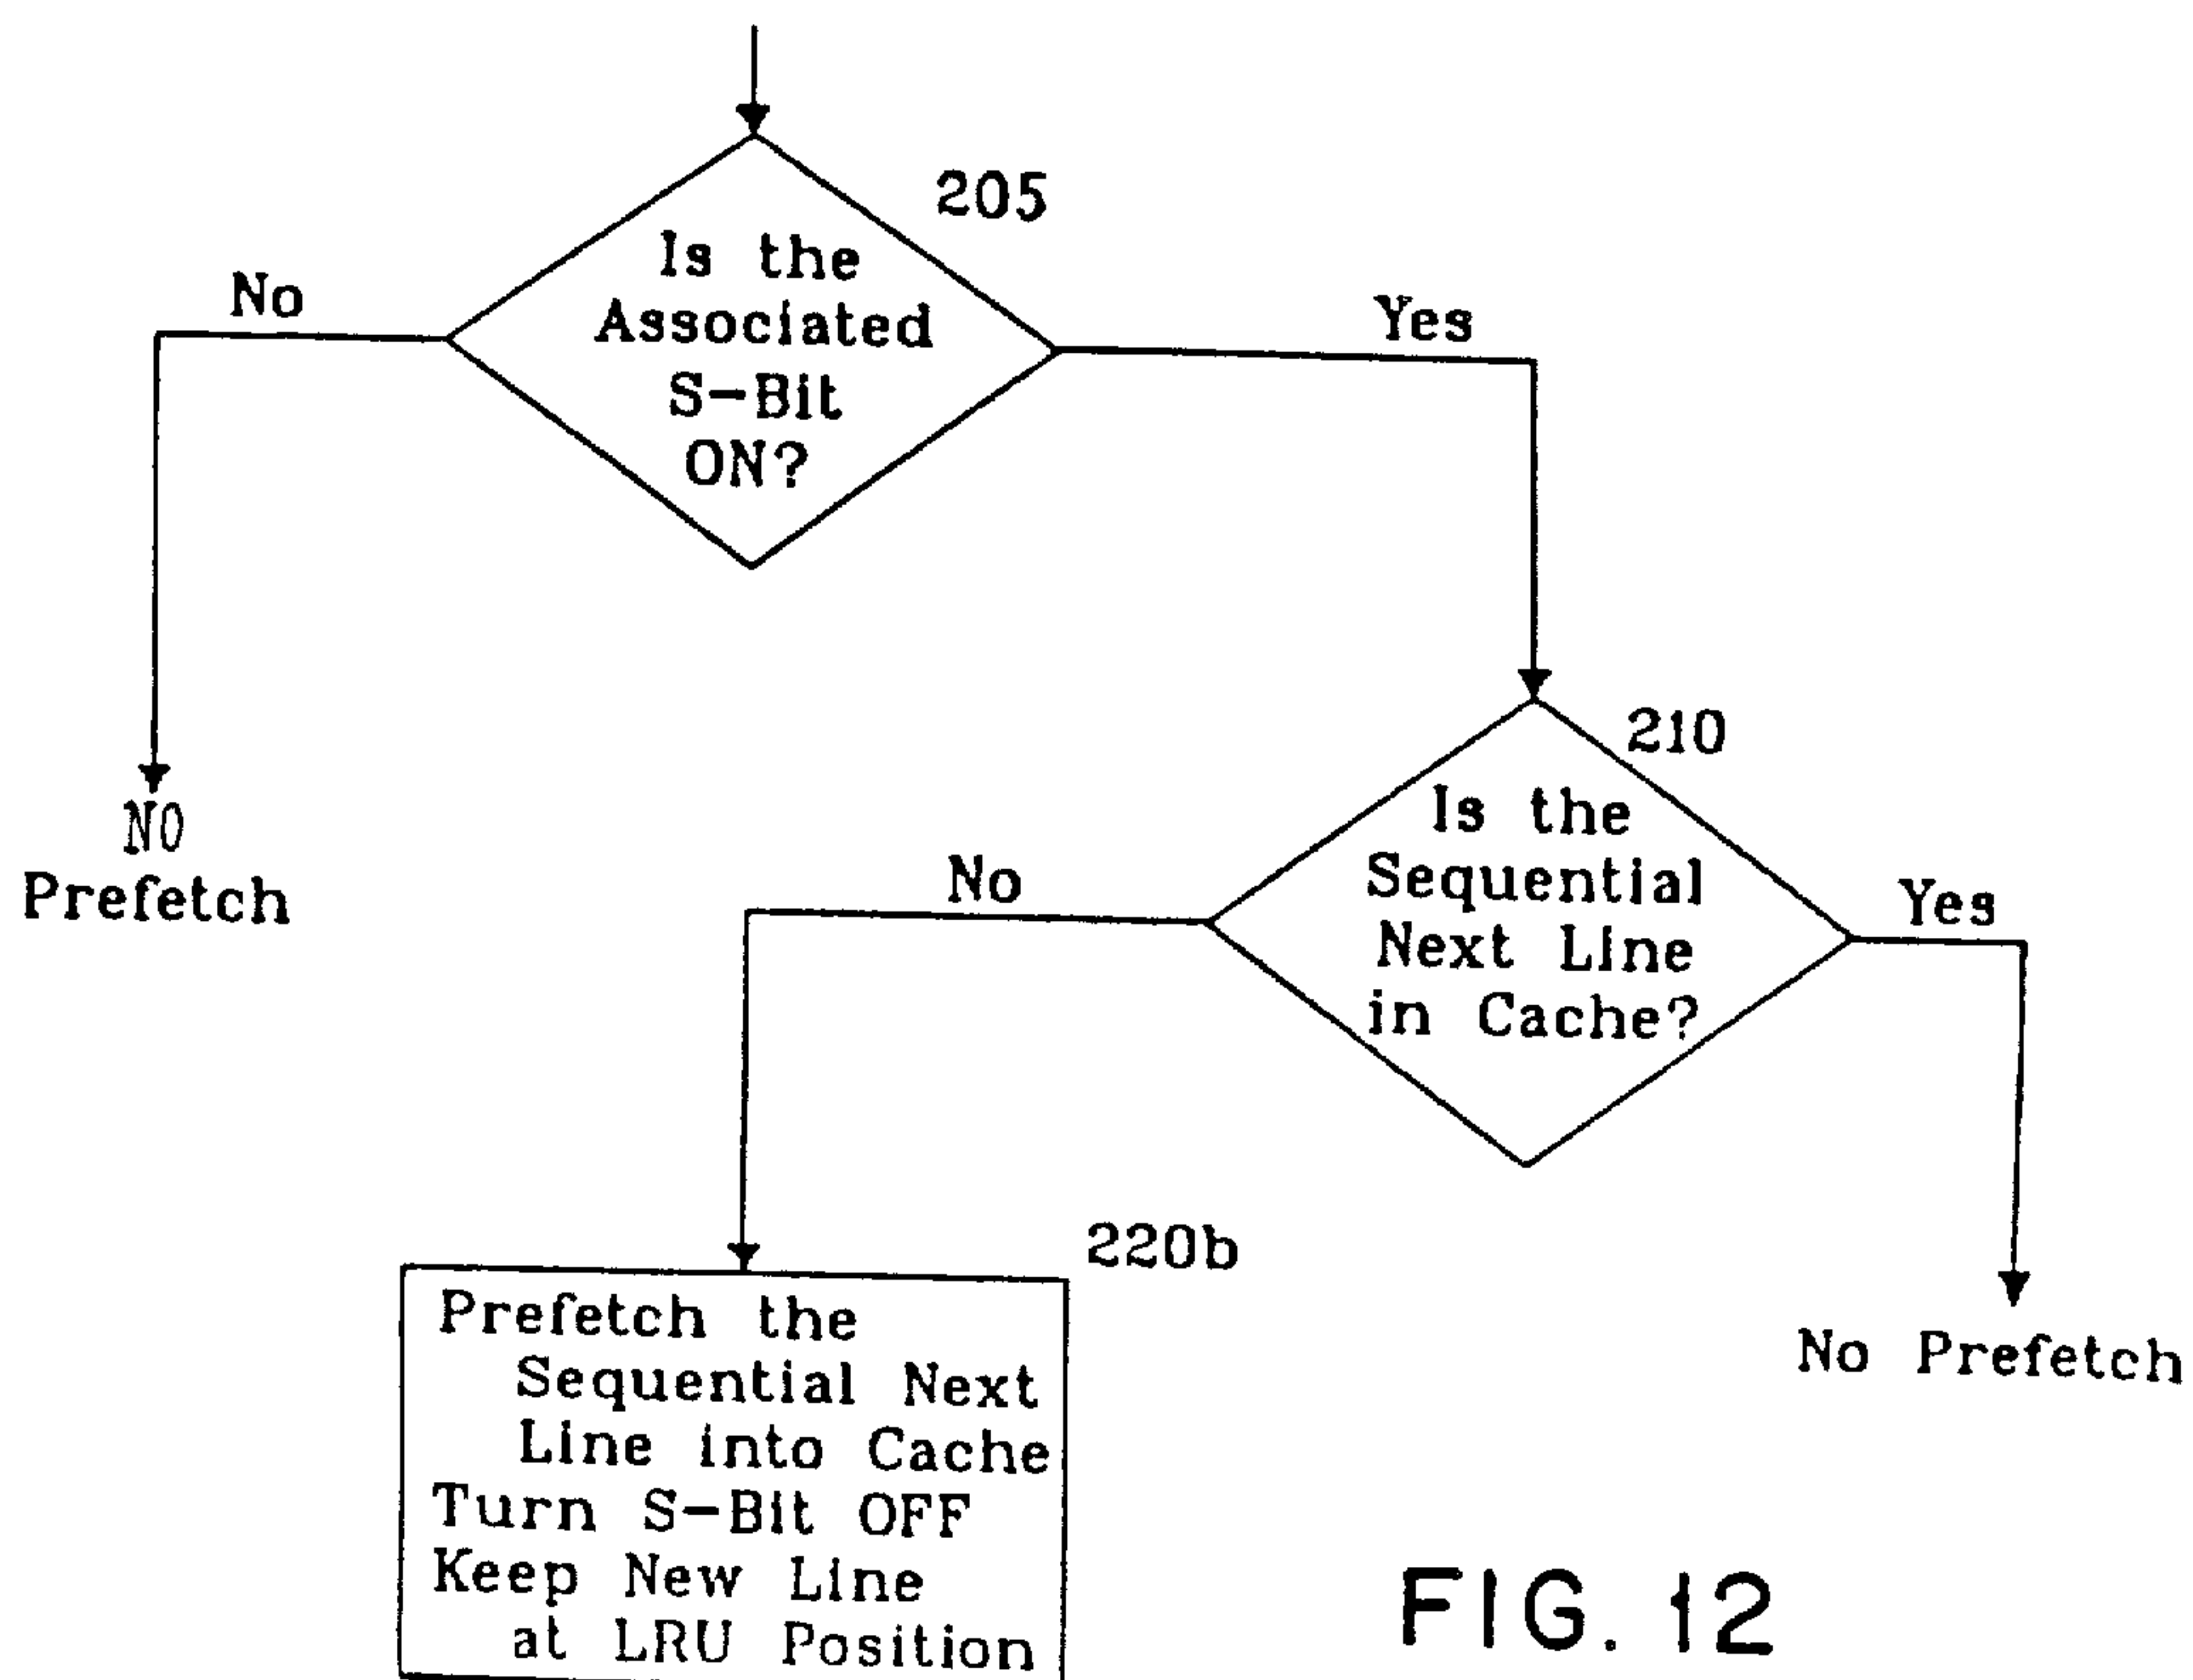 205
Is the
Associated
S-Bit
ON?
No
Yes
NO
Prefetch
210
Is the
Sequential
Next Line
in Cache?
No
Yes
220b
Prefetch the
Sequential Next
Line into Cache
Turn S-Bit OFF
Keep New Line
at LRU Position
No Prefetch
FIG. 12